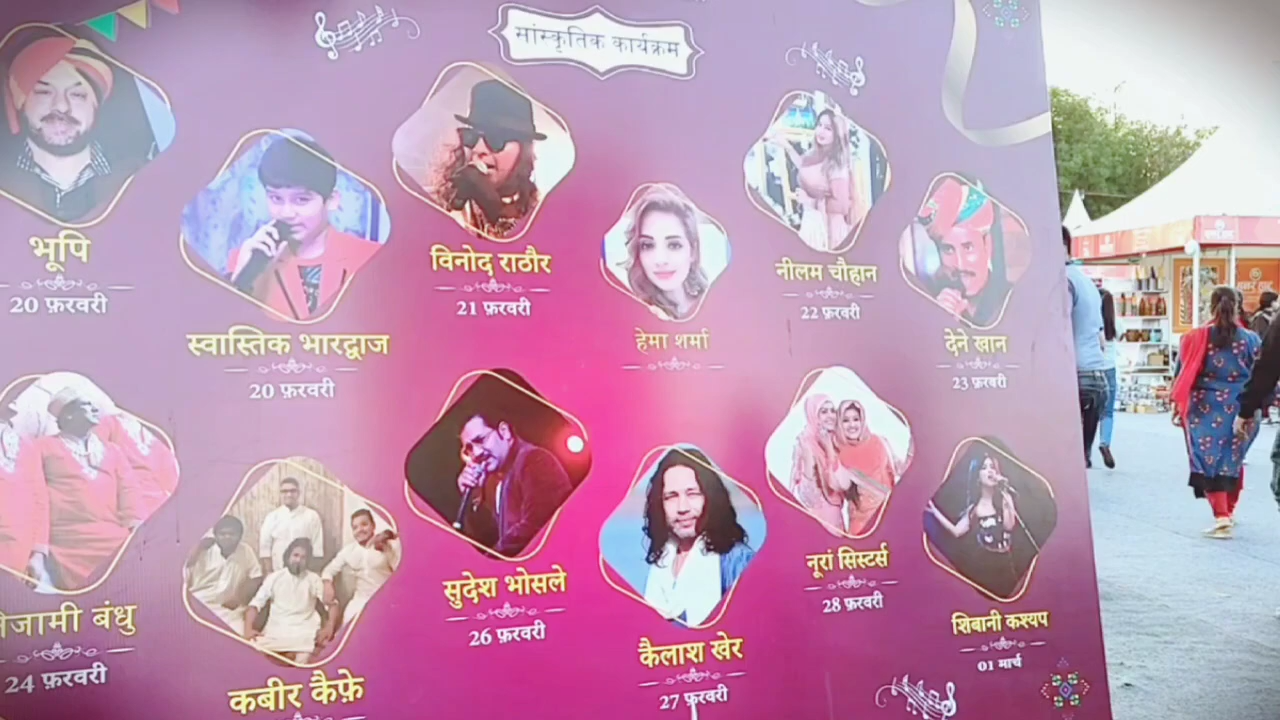 सांस्कृतिक कार्यक्रम
भूपि
20 फ़रवरी
स्वास्तिक भारद्वाज
20 फ़रवरी
विनोद राठौर
21 फ़रवरी
हेमा शर्मा
नीलम चौहान
22 फ़रवरी
देने खान
23 फ़रवरी
बंधु
24 फ़रवरी
कबीर कैफ़े
सुदेश भोसले
26 फ़रवरी
कैलाश खेर
27 फ़रवरी
नूरां सिस्टर्स
28 फ़रवरी
शिबानी कश्यप
01 मार्च